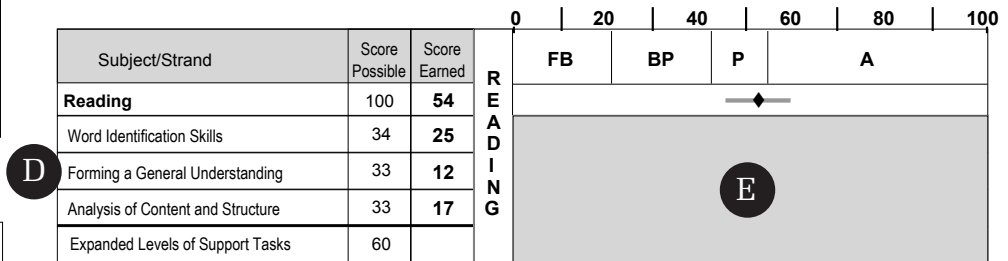 0 20 40 60 80 100
Subject/Strand Score Possible Score Earned
FB BP P A
READING
Reading 100 54
Word Identification Skills 34 25
D
Forming a General Understanding 33 12
E
Analysis of Content and Structure 33 17
Expanded Levels of Support Tasks 60